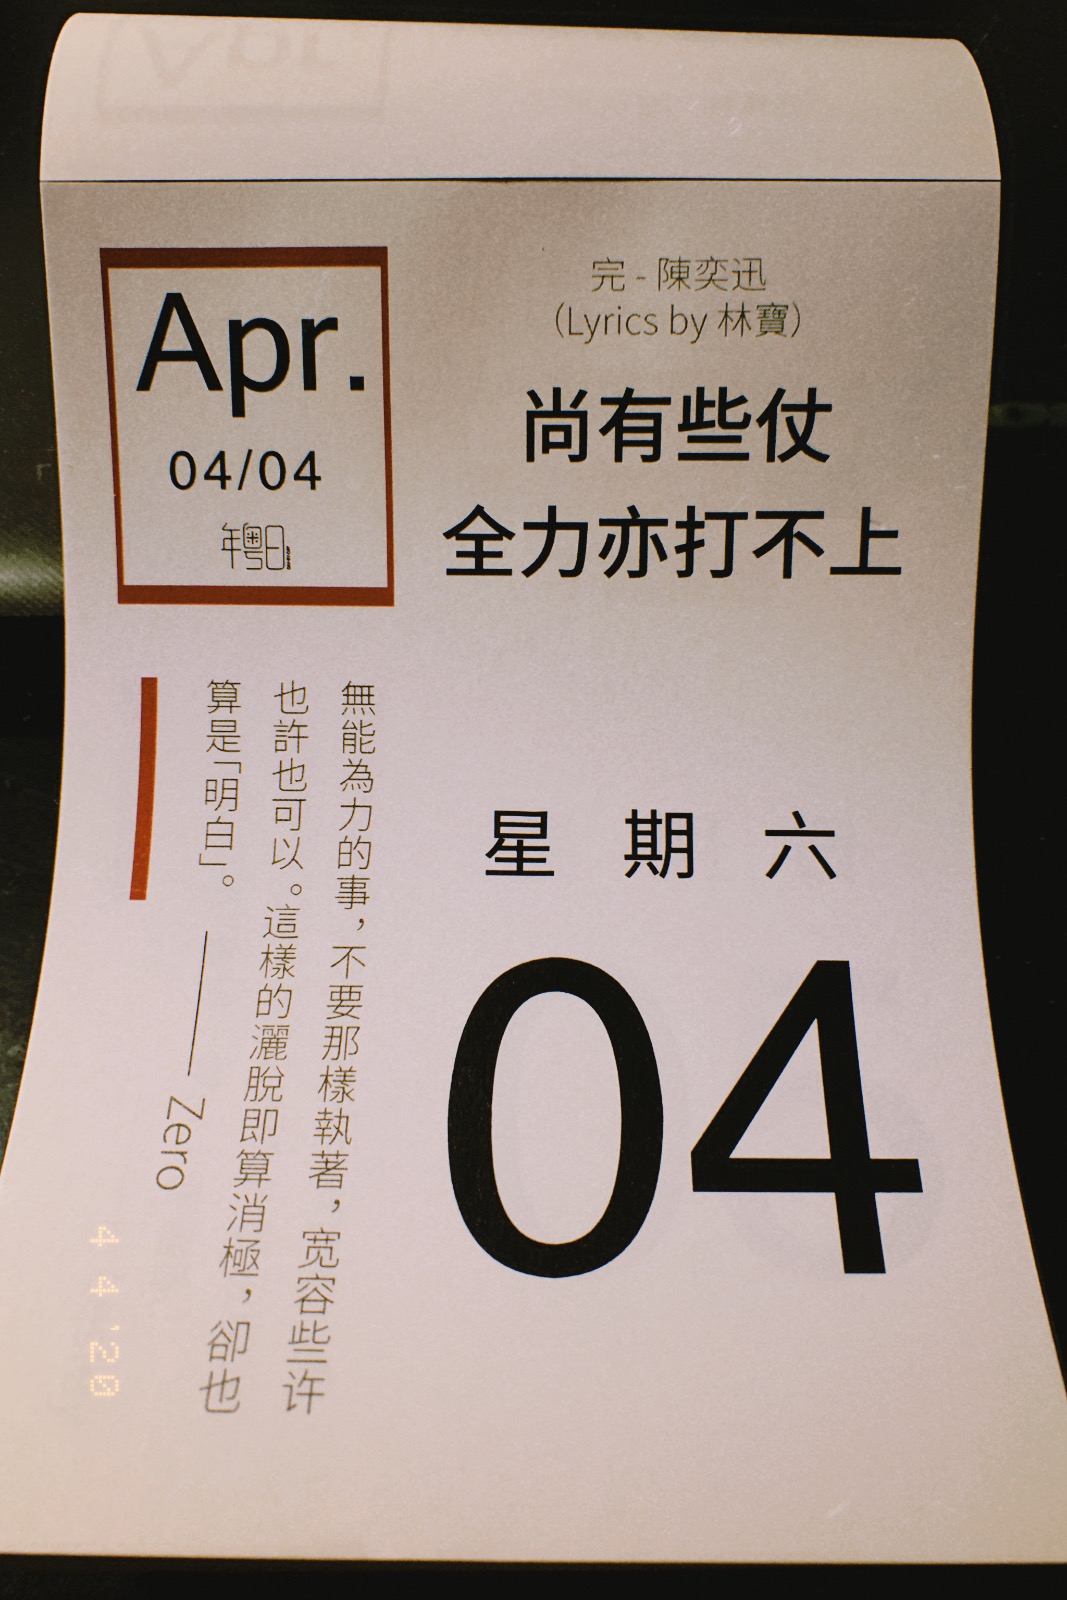 Apr.
04/04
年粵日
完 - 陳奕迅
(Lyrics by 林寶)
尚有些仗
全力亦打不上
無能為力的事，不要那樣執著，宽容些许
也許也可以。這樣的灑脫即算消極，卻也
算是「明白」。—— Zero
星期六
04
4 4 '20